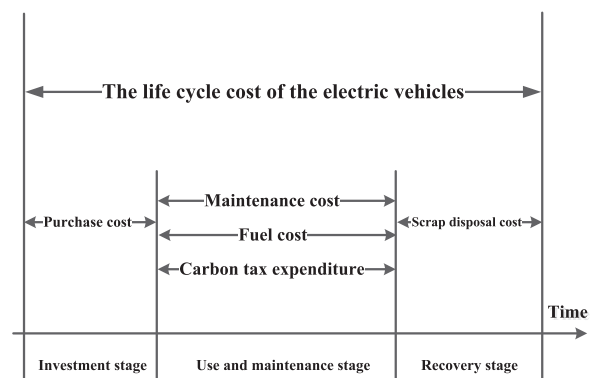 The life cycle cost of the electric vehicles
Maintenance cost
Purchase cost
Scrap disposal cost
Fuel cost
Carbon tax expenditure
Time
Investment stage
Use and maintenance stage
Recovery stage